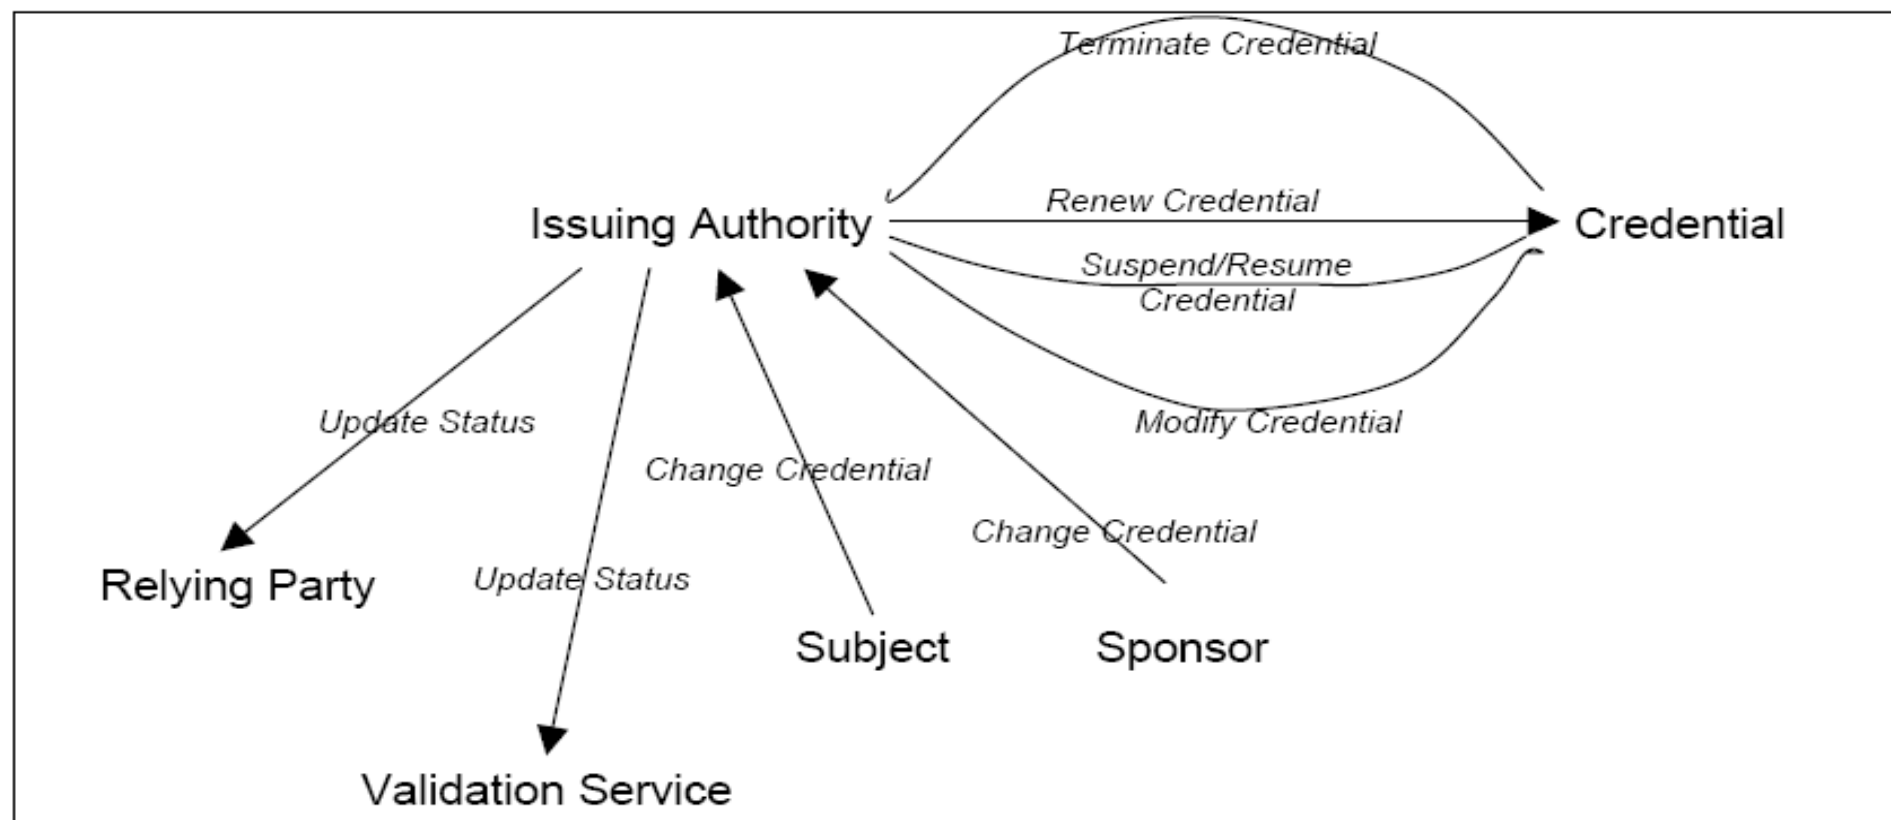 Terminate Credential
Renew Credential
Issuing Authority
Credential
Suspend/Resume
Credential
Update Status
Modify Credential
Change Credential
Change Credential
Update Status
Relying Party
Subject
Sponsor
Validation Service